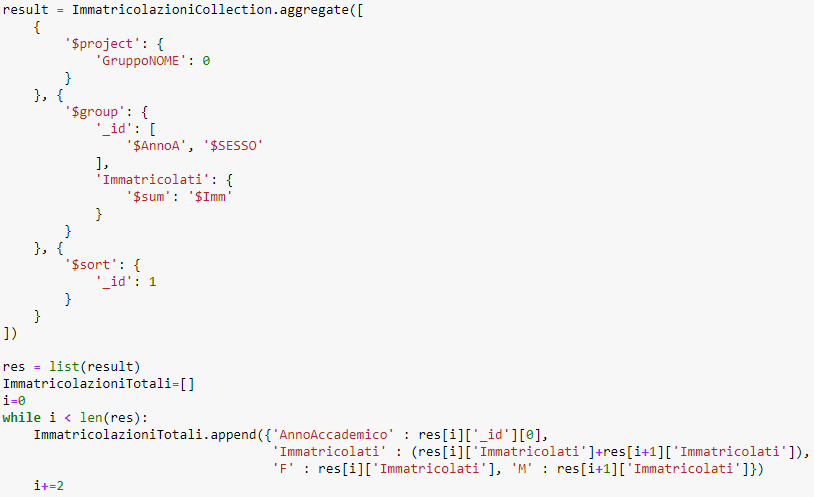 result = ImmatricolazioniCollection.aggregate([
    {
        '$project': {
            'GruppoNOME': 0
        }
    }, {
        '$group': {
            '_id': [
                '$AnnoA', '$SESSO'
            ],
            'Immatricolati': {
                '$sum': '$Imm'
            }
        }
    }, {
        '$sort': {
            '_id': 1
        }
    }
])

res = list(result)
ImmatricolazioniTotali=[]
i=0
while i < len(res):
    ImmatricolazioniTotali.append({'AnnoAccademico' : res[i]['_id'][0],
                                  'Immatricolati' : (res[i]['Immatricolati']+res[i+1]['Immatricolati']),
                                  'F' : res[i]['Immatricolati'], 'M' : res[i+1]['Immatricolati']})
    i+=2